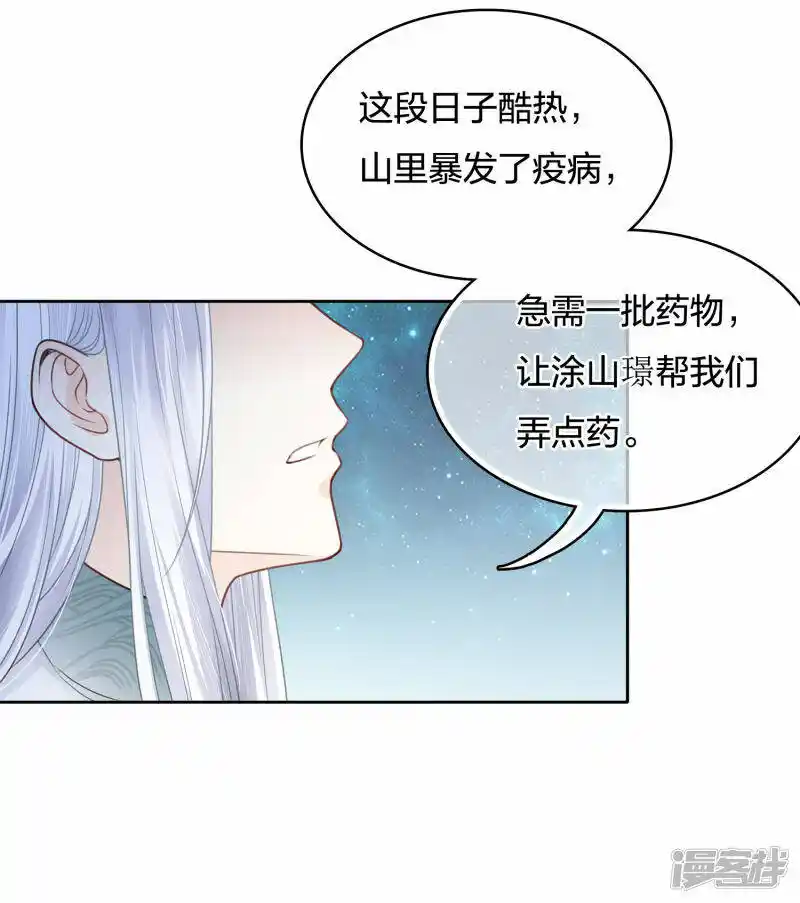 这段日子酷热，
山里暴发了疫病，
急需一批药物，
让涂山璟帮我们
弄点药。
漫客栈